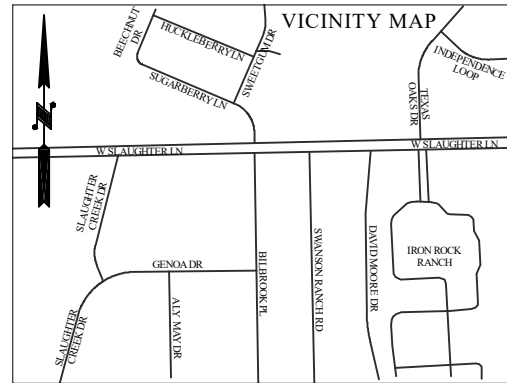 VICINITY MAP
BEECHNUT
DR
HUCKLEBERRY LN
SWEETGUM DR
SUGARBERRY LN
INDEPENDENCE
LOOP
TEXAS
OAKS DR
W SLAUGHTER LN
W SLAUGHTER LN
SLAUGHTER
CREEK DR
GENOA DR
BILBROOK PL
SWANSON RANCH RD
DAVID MOORE DR
IRON ROCK
RANCH
SLAUGHTER
CREEK DR
ALY MAY DR
N